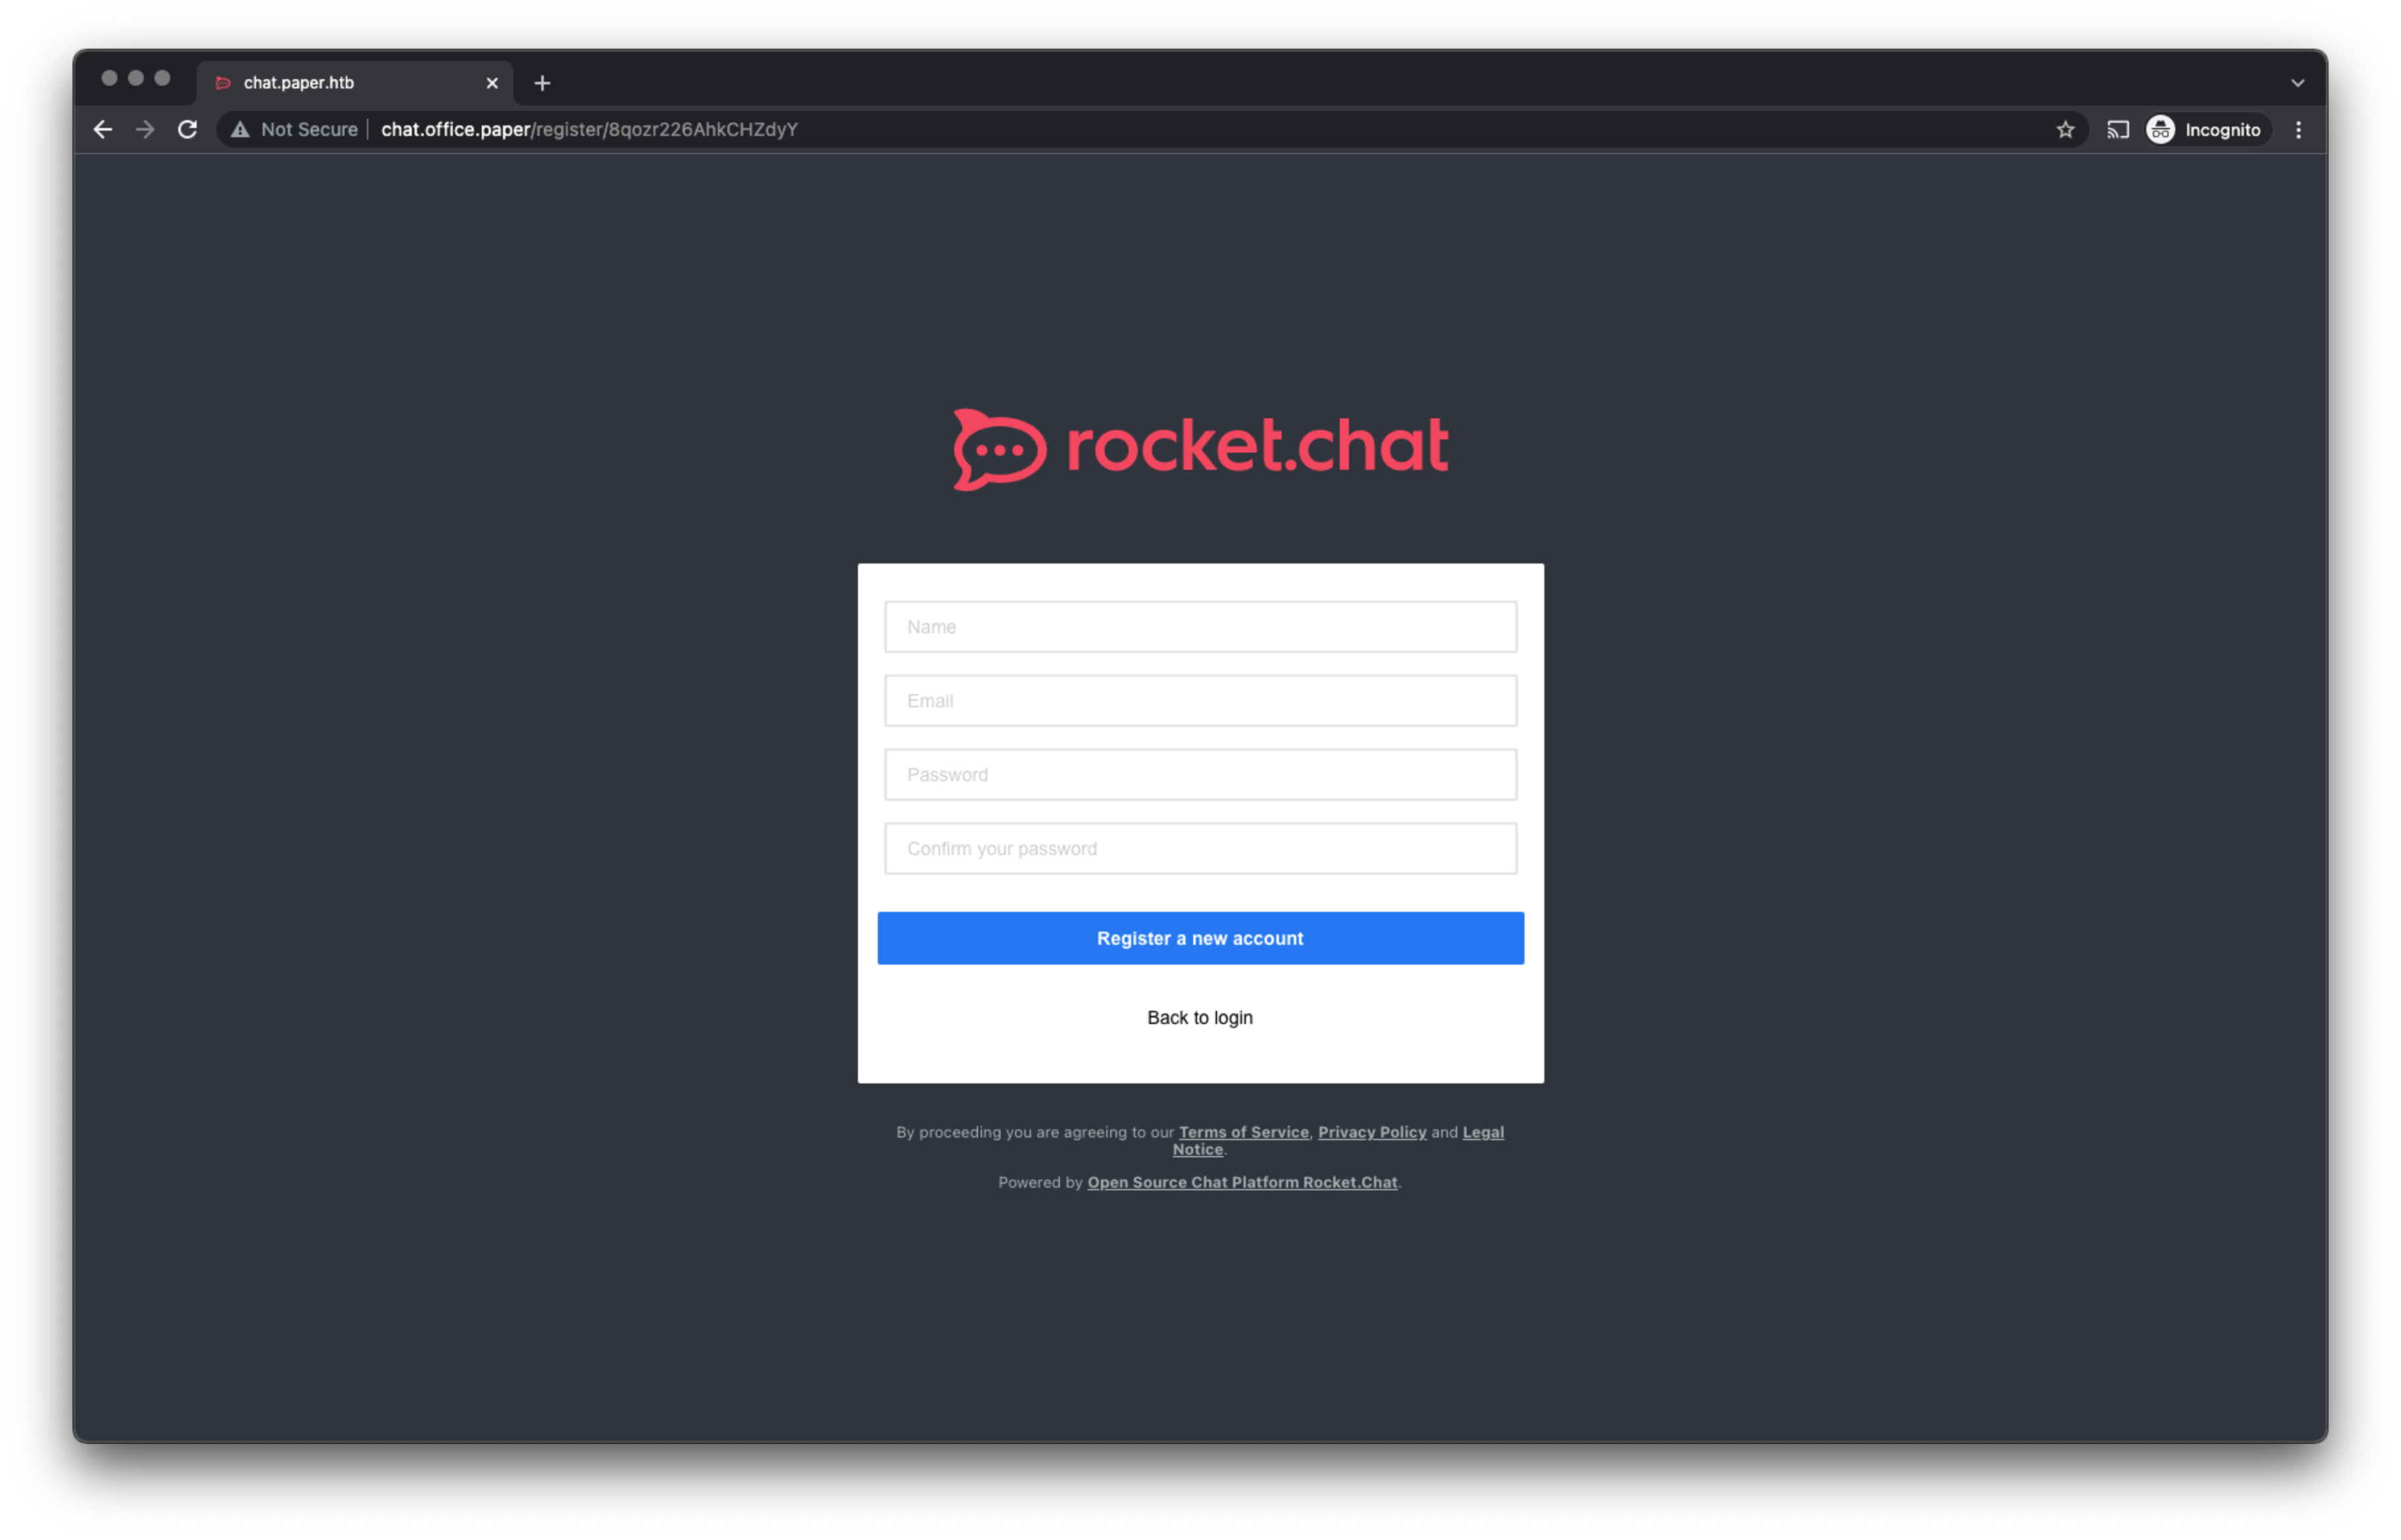 chat.paper.htb
Not Secure chat.office.paper/register/8qozr226AhkCHZdyY Incognito
rocket.chat
Name
Email
Password
Confirm your password
Register a new account
Back to login
By proceeding you are agreeing to our Terms of Service, Privacy Policy and Legal
Notice.
Powered by Open Source Chat Platform Rocket.Chat.